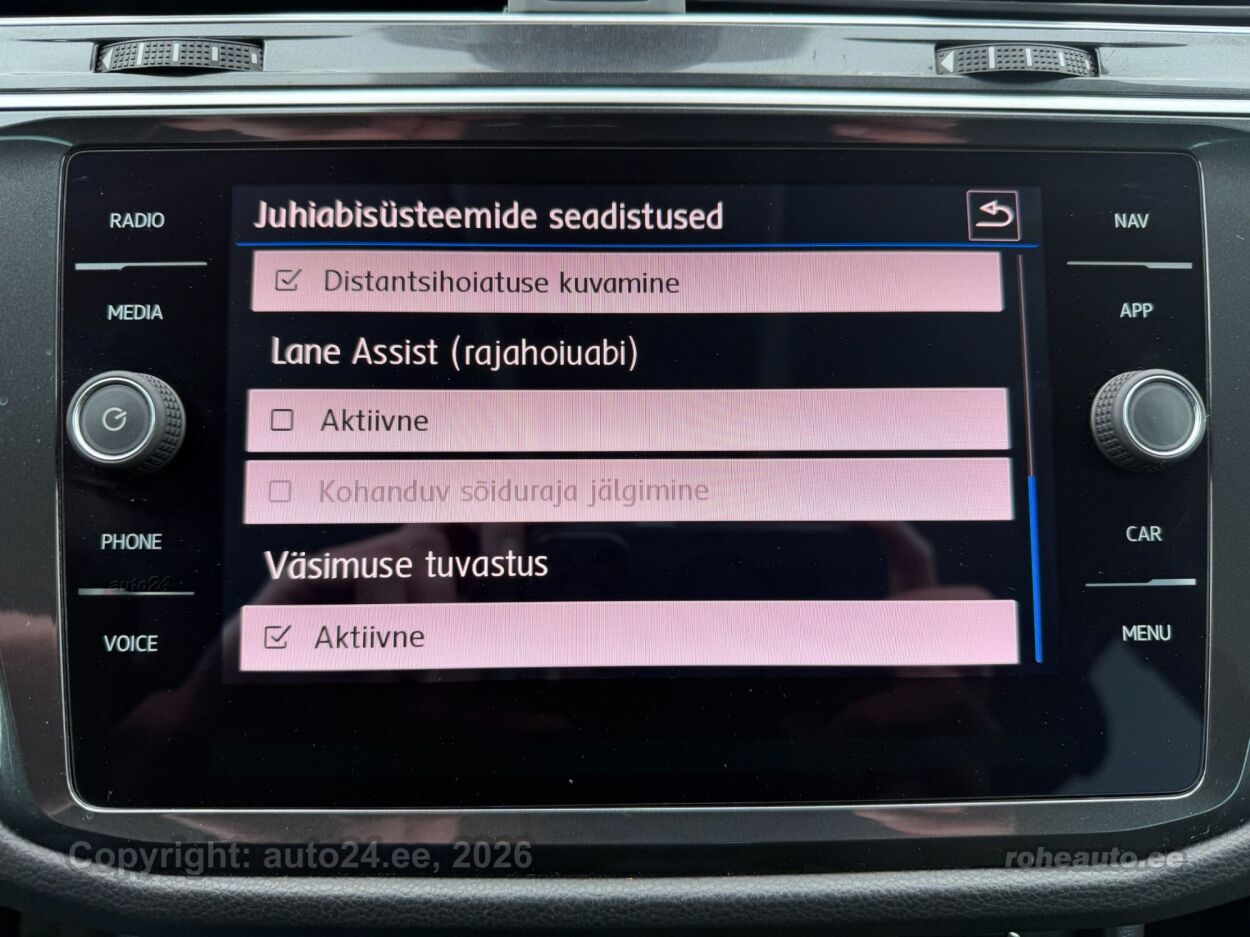 RADIO
MEDIA
PHONE
auto24
VOICE
Juhiabisüsteemide seadistused
Distantsihoiatuse kuvamine
Lane Assist (rajahoiuabi)
Aktiivne
Kohanduv sõiduraja jälgimine
Väsimuse tuvastus
Aktiivne
NAV
APP
CAR
MENU
Copyright: auto24.ee, 2026
roheauto.ee